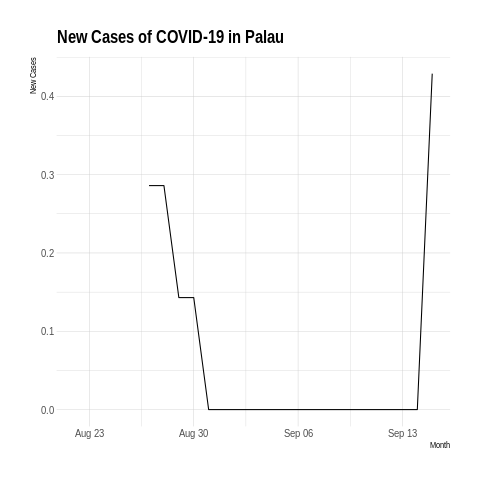 New Cases of COVID-19 in Palau
New Cases
0.4
0.3
0.2
0.1
0.0
Aug 23 Aug 30 Sep 06 Sep 13
Month